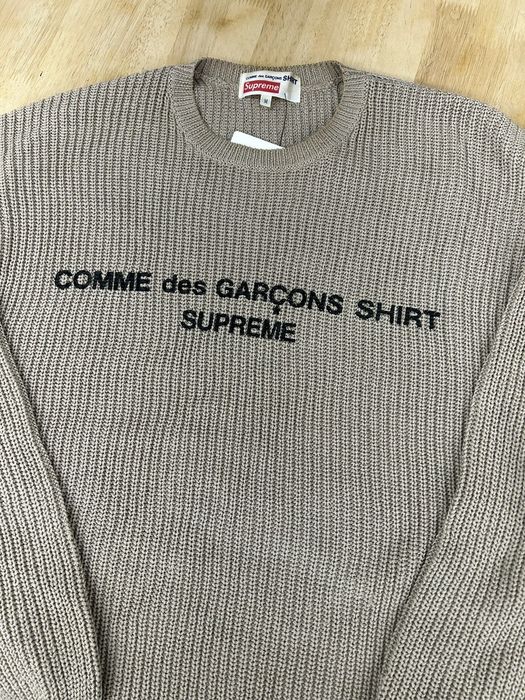 COMME des GARÇONS SHIRT
Supreme
M
COMME des GARÇONS SHIRT
SUPREME